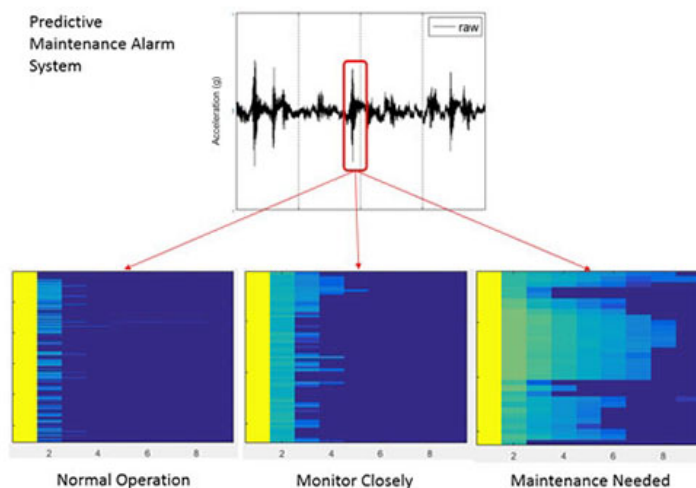 Predictive
Maintenance Alarm
System
raw
Acceleration (g)
2 4 6 8
2 4 6 8
2 4 6 8
Normal Operation
Monitor Closely
Maintenance Needed